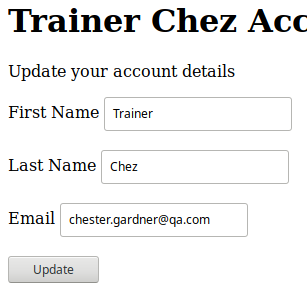 Trainer Chez Acc
Update your account details
First Name Trainer
Last Name Chez
Email chester.gardner@qa.com
Update